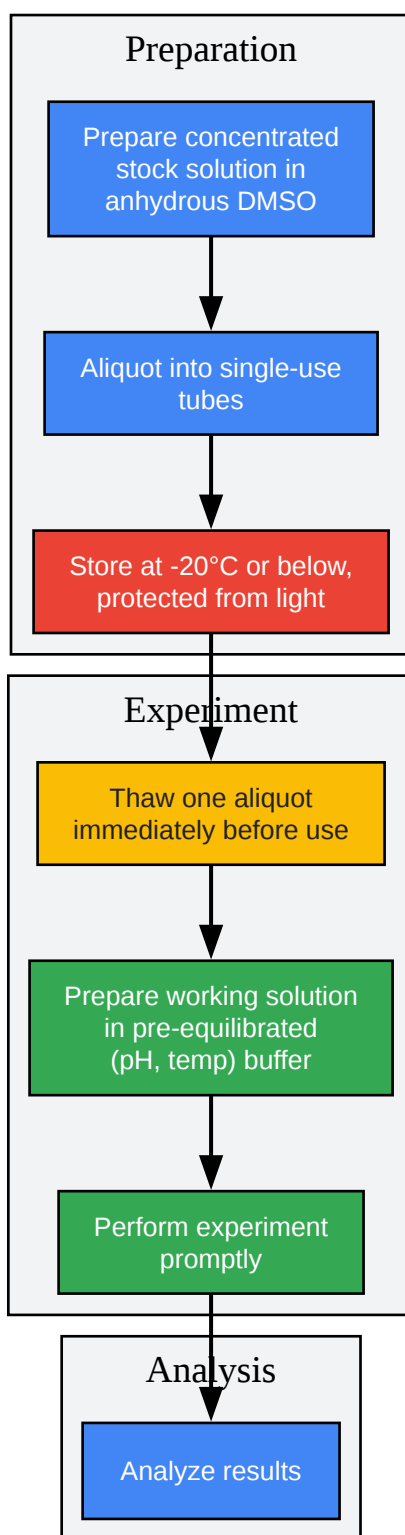 Preparation
Prepare concentrated
stock solution in
anhydrous DMSO
Aliquot into single-use
tubes
Store at -20°C or below,
protected from light
Experiment
Thaw one aliquot
immediately before use
Prepare working solution
in pre-equilibrated
(pH, temp) buffer
Perform experiment
promptly
Analysis
Analyze results